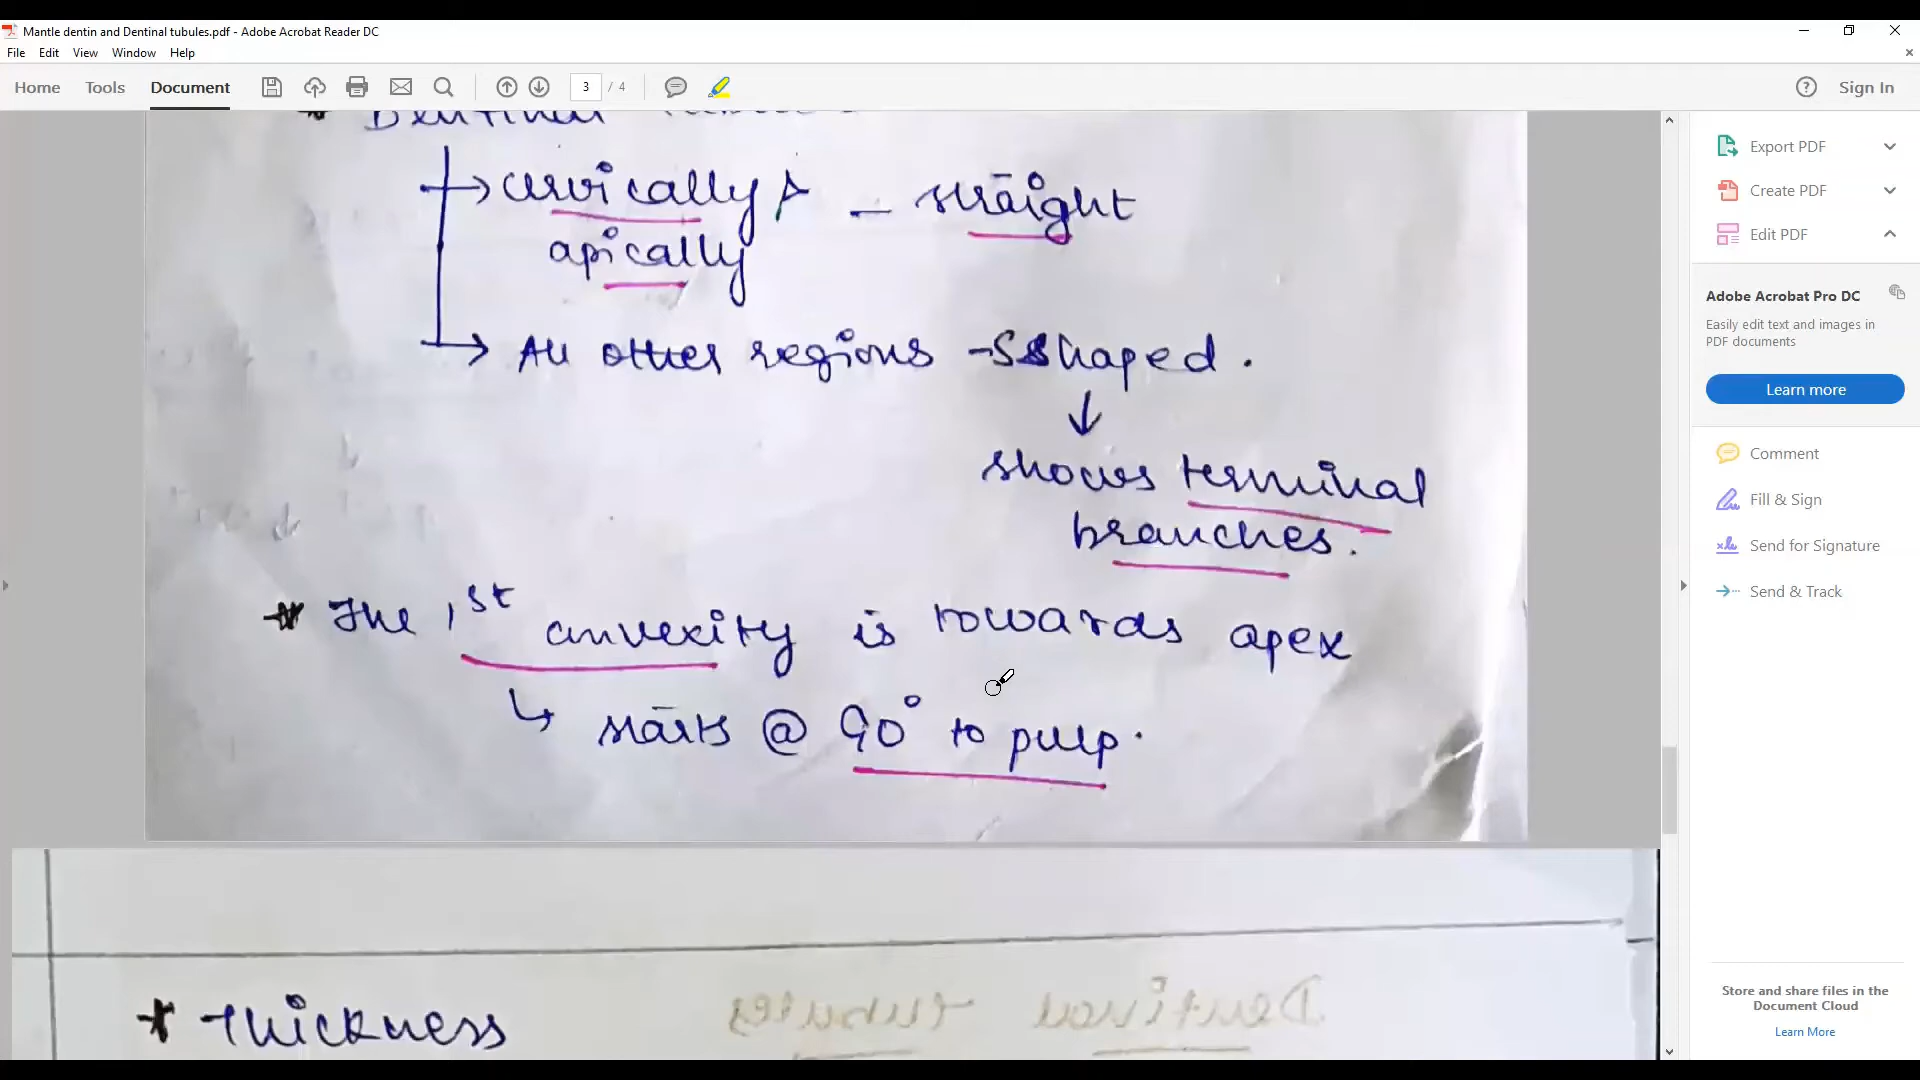 Mantle dentin and Dentinal tubules.pdf - Adobe Acrobat Reader DC
File Edit View Window Help
Home Tools Document 3 / 4 Sign In
* Dentinal
→ cervically - straight
apically
→ All other regions - S shaped.
↓
shows terminal
branches.
* The 1st convexity is towards apex
↳ starts @ 90° to pulp.
* Thickness
Dentinal tubules
Export PDF
Create PDF
Edit PDF
Adobe Acrobat Pro DC
Easily edit text and images in
PDF documents
Learn more
Comment
Fill & Sign
Send for Signature
Send & Track
Store and share files in the
Document Cloud
Learn More